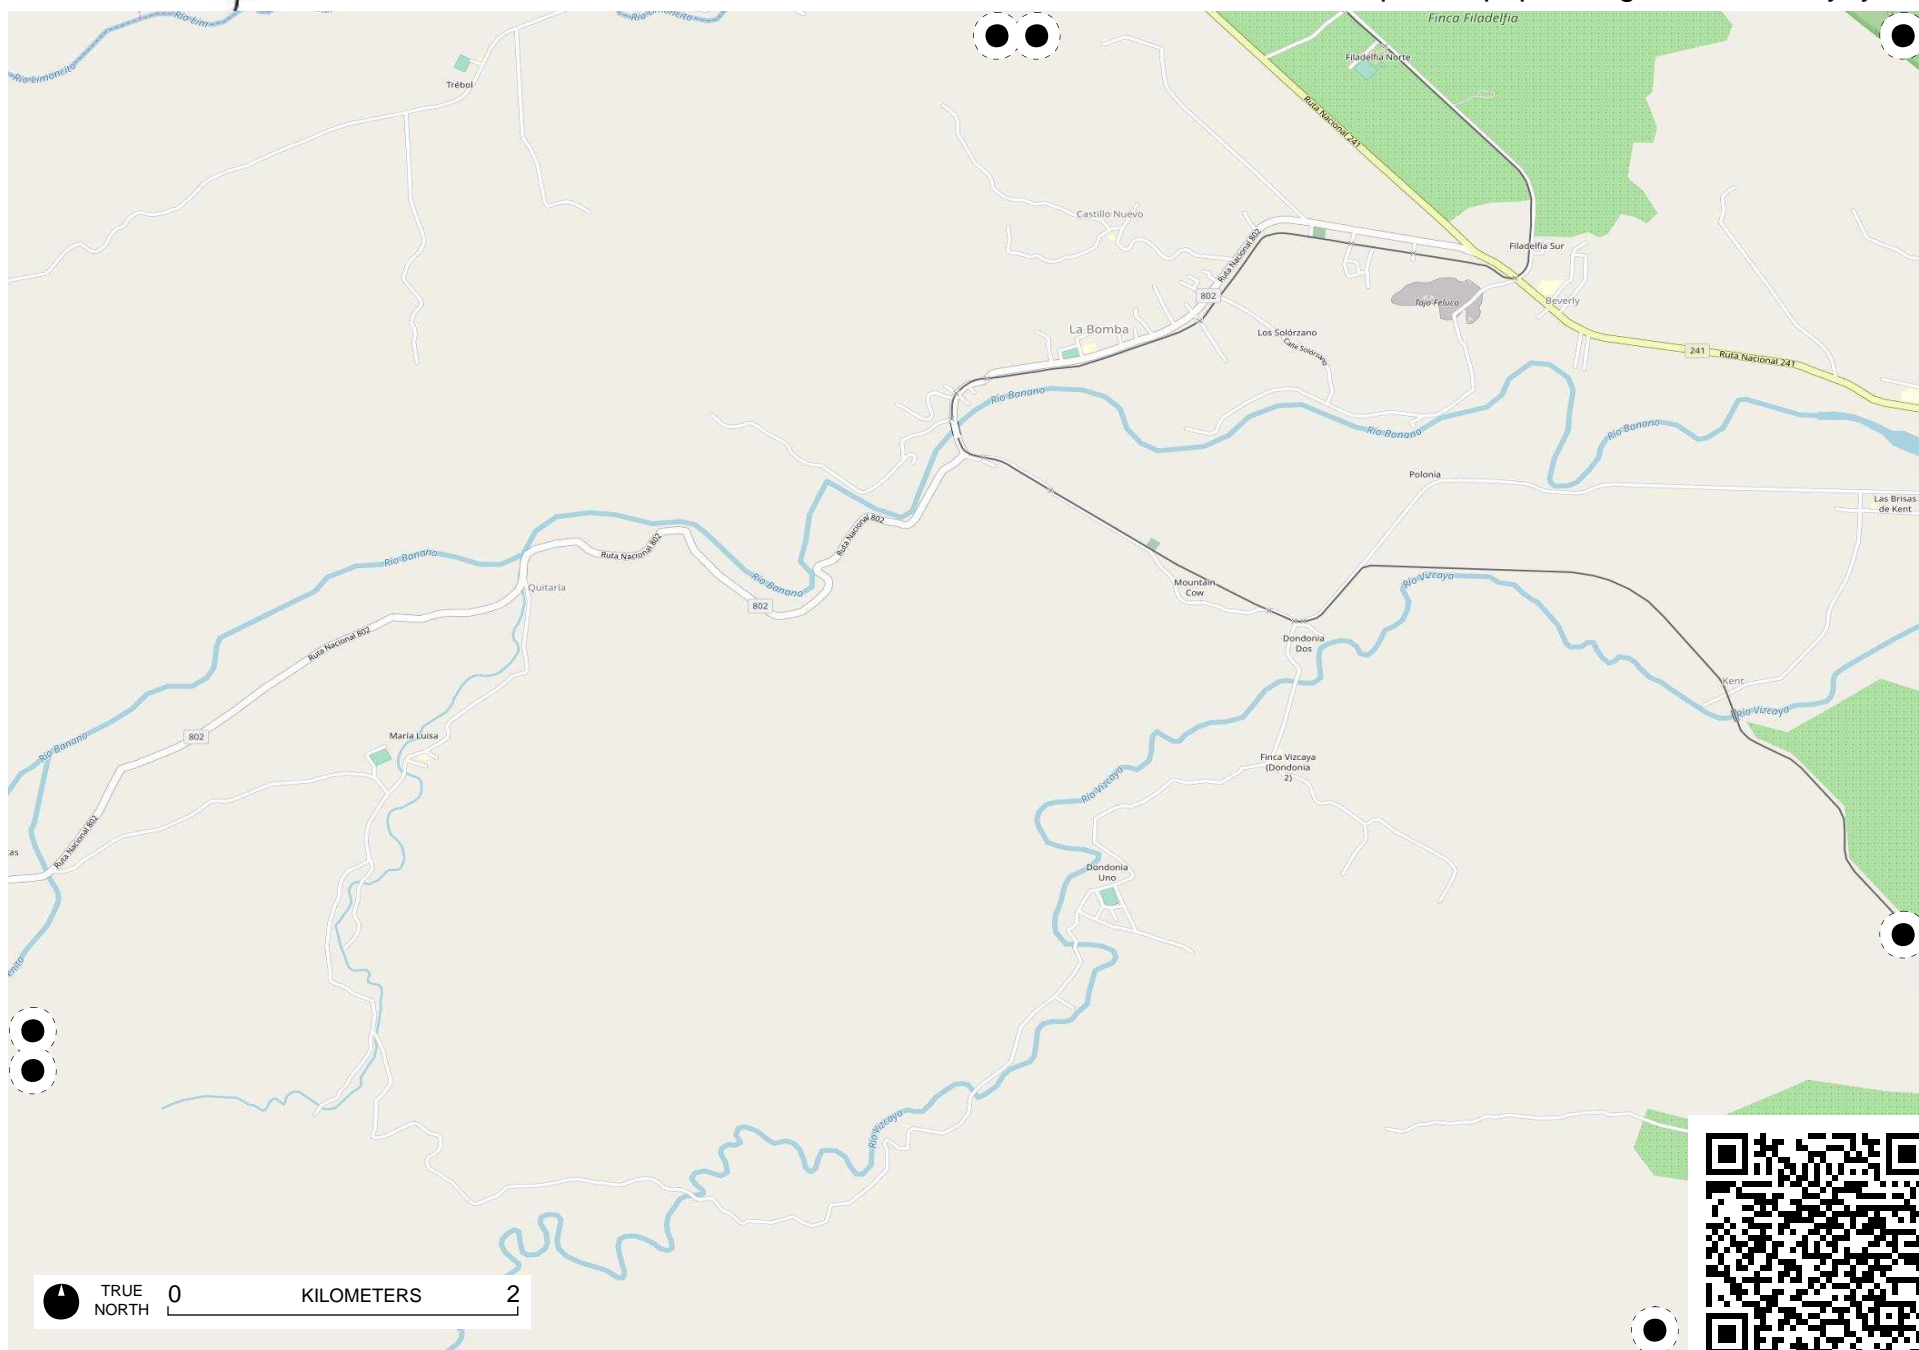 Finca Filadelfia
Río Limoncito
Río Limoncito
Trébol
Filadelfia Norte
Ruta Nacional 241
Castillo Nuevo
Ruta Nacional 802
Filadelfia Sur
802
Tajo Feluco
Beverly
La Bomba
Los Solórzano
Calle Solórzano
241
Ruta Nacional 241
Río Banano
Río Banano
Río Banano
Polonia
Las Brisas
de Kent
Ruta Nacional 802
Ruta Nacional 802
Río Banano
Río Banano
Quitaria
802
Mountain
Cow
Río Vizcaya
Ruta Nacional 802
Dondonia
Dos
Kent
Río Vizcaya
802
María Luisa
Río Banano
Finca Vizcaya
(Dondonia
2)
Río Vizcaya
Ruta Nacional 802
Dondonia
Uno
Río Vizcaya
TRUE
NORTH
0
KILOMETERS
2